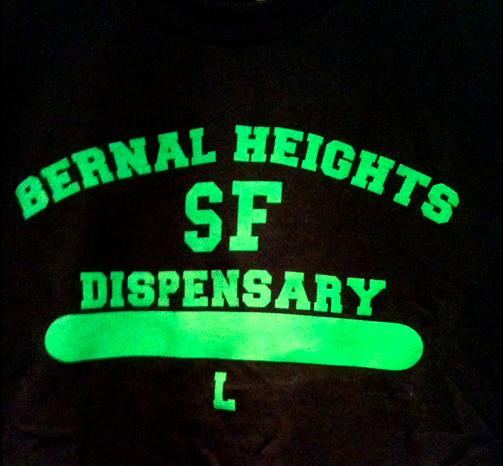 BERNAL HEIGHTS
SF
DISPENSARY
L